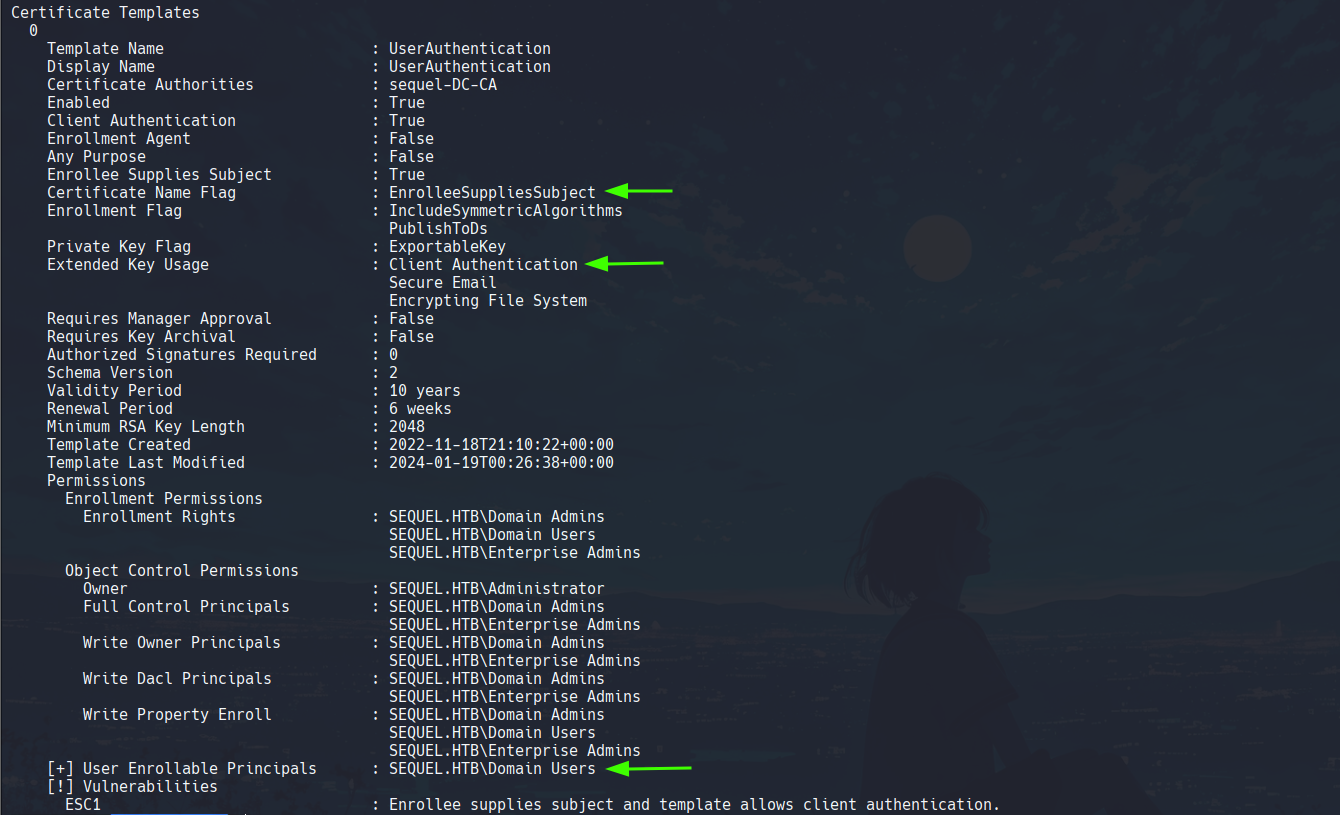 Certificate Templates
0
Template Name : UserAuthentication
Display Name : UserAuthentication
Certificate Authorities : sequel-DC-CA
Enabled : True
Client Authentication : True
Enrollment Agent : False
Any Purpose : False
Enrollee Supplies Subject : True
Certificate Name Flag : EnrolleeSuppliesSubject
Enrollment Flag : IncludeSymmetricAlgorithms
PublishToDs
Private Key Flag : ExportableKey
Extended Key Usage : Client Authentication
Secure Email
Encrypting File System
Requires Manager Approval : False
Requires Key Archival : False
Authorized Signatures Required : 0
Schema Version : 2
Validity Period : 10 years
Renewal Period : 6 weeks
Minimum RSA Key Length : 2048
Template Created : 2022-11-18T21:10:22+00:00
Template Last Modified : 2024-01-19T00:26:38+00:00
Permissions
Enrollment Permissions
Enrollment Rights : SEQUEL.HTB\Domain Admins
SEQUEL.HTB\Domain Users
SEQUEL.HTB\Enterprise Admins
Object Control Permissions
Owner : SEQUEL.HTB\Administrator
Full Control Principals : SEQUEL.HTB\Domain Admins
SEQUEL.HTB\Enterprise Admins
Write Owner Principals : SEQUEL.HTB\Domain Admins
SEQUEL.HTB\Enterprise Admins
Write Dacl Principals : SEQUEL.HTB\Domain Admins
SEQUEL.HTB\Enterprise Admins
Write Property Enroll : SEQUEL.HTB\Domain Admins
SEQUEL.HTB\Domain Users
SEQUEL.HTB\Enterprise Admins
[+] User Enrollable Principals : SEQUEL.HTB\Domain Users
[!] Vulnerabilities
ESC1 : Enrollee supplies subject and template allows client authentication.